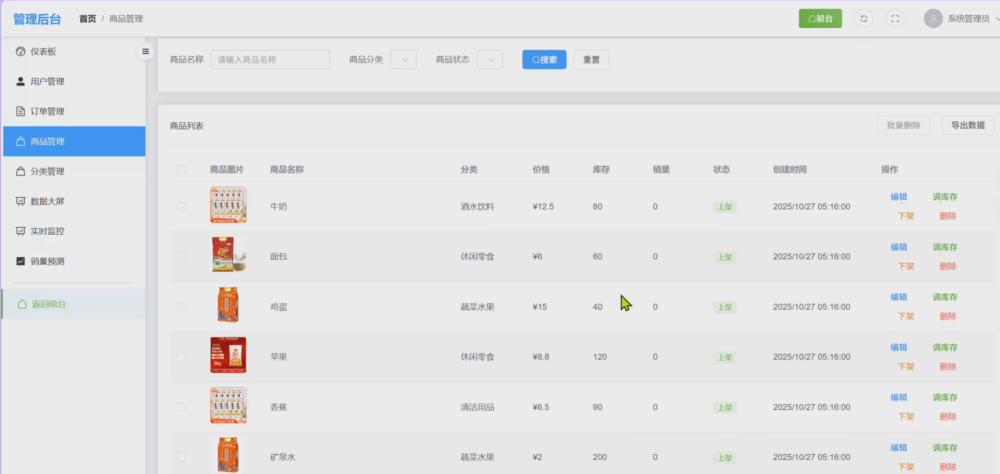 管理后台
首页 / 商品管理
前台
系统管理员
仪表板
用户管理
订单管理
商品管理
分类管理
数据大屏
实时监控
销量预测
返回前台
商品名称 请输入商品名称 商品分类 商品状态 搜索 重置
商品列表 批量删除 导出数据
商品图片 商品名称 分类 价格 库存 销量 状态 创建时间 操作
牛奶 酒水饮料 ¥12.5 80 0 上架 2025/10/27 05:16:00 编辑 调库存
下架 删除
面包 休闲零食 ¥6 60 0 上架 2025/10/27 05:16:00 编辑 调库存
下架 删除
鸡蛋 蔬菜水果 ¥15 40 0 上架 2025/10/27 05:16:00 编辑 调库存
下架 删除
5kg
苹果 休闲零食 ¥8.8 120 0 上架 2025/10/27 05:16:00 编辑 调库存
下架 删除
香蕉 清洁用品 ¥6.5 90 0 上架 2025/10/27 05:16:00 编辑 调库存
下架 删除
矿泉水 蔬菜水果 ¥2 200 0 上架 2025/10/27 05:16:00 编辑 调库存
下架 删除